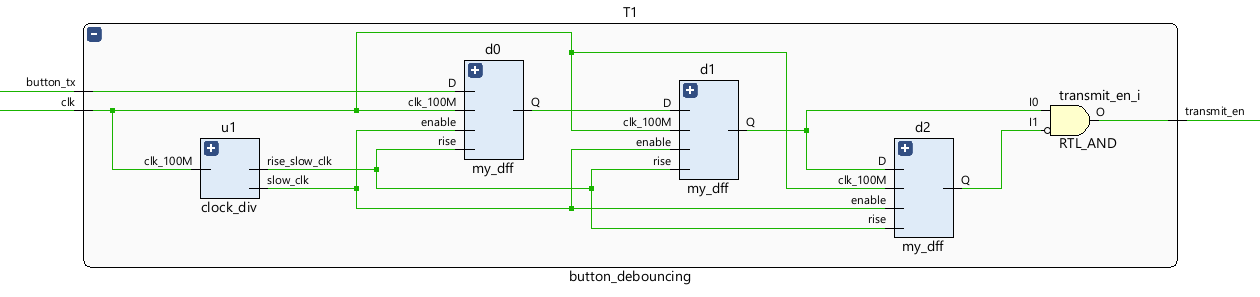 T1
button_tx
clk
d0
D
clk_100M
enable
rise
Q
my_dff
u1
clk_100M
rise_slow_clk
slow_clk
clock_div
d1
D
clk_100M
enable
rise
Q
my_dff
d2
D
clk_100M
enable
rise
Q
my_dff
transmit_en_i
I0
I1
O
RTL_AND
transmit_en
button_debouncing